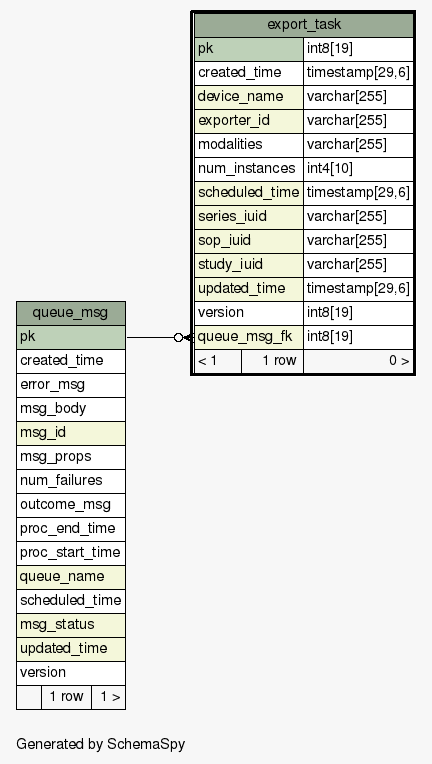 export_task
pk int8[19]
created_time timestamp[29,6]
device_name varchar[255]
exporter_id varchar[255]
modalities varchar[255]
num_instances int4[10]
scheduled_time timestamp[29,6]
series_iuid varchar[255]
sop_iuid varchar[255]
study_iuid varchar[255]
updated_time timestamp[29,6]
version int8[19]
queue_msg_fk int8[19]
< 1 1 row 0 >
queue_msg
pk
created_time
error_msg
msg_body
msg_id
msg_props
num_failures
outcome_msg
proc_end_time
proc_start_time
queue_name
scheduled_time
msg_status
updated_time
version
1 row 1 >
Generated by SchemaSpy